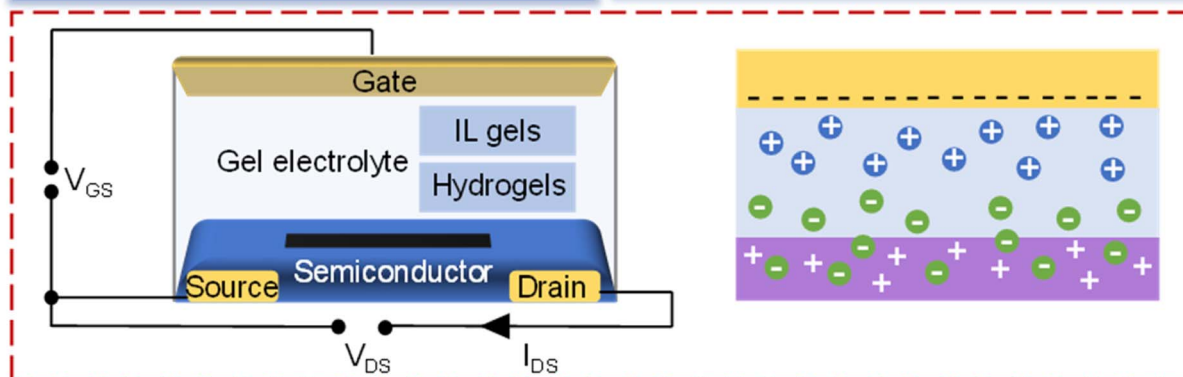 Gate
IL gels
Gel electrolyte
Hydrogels
V_GS
Semiconductor
Source
Drain
V_DS
I_DS